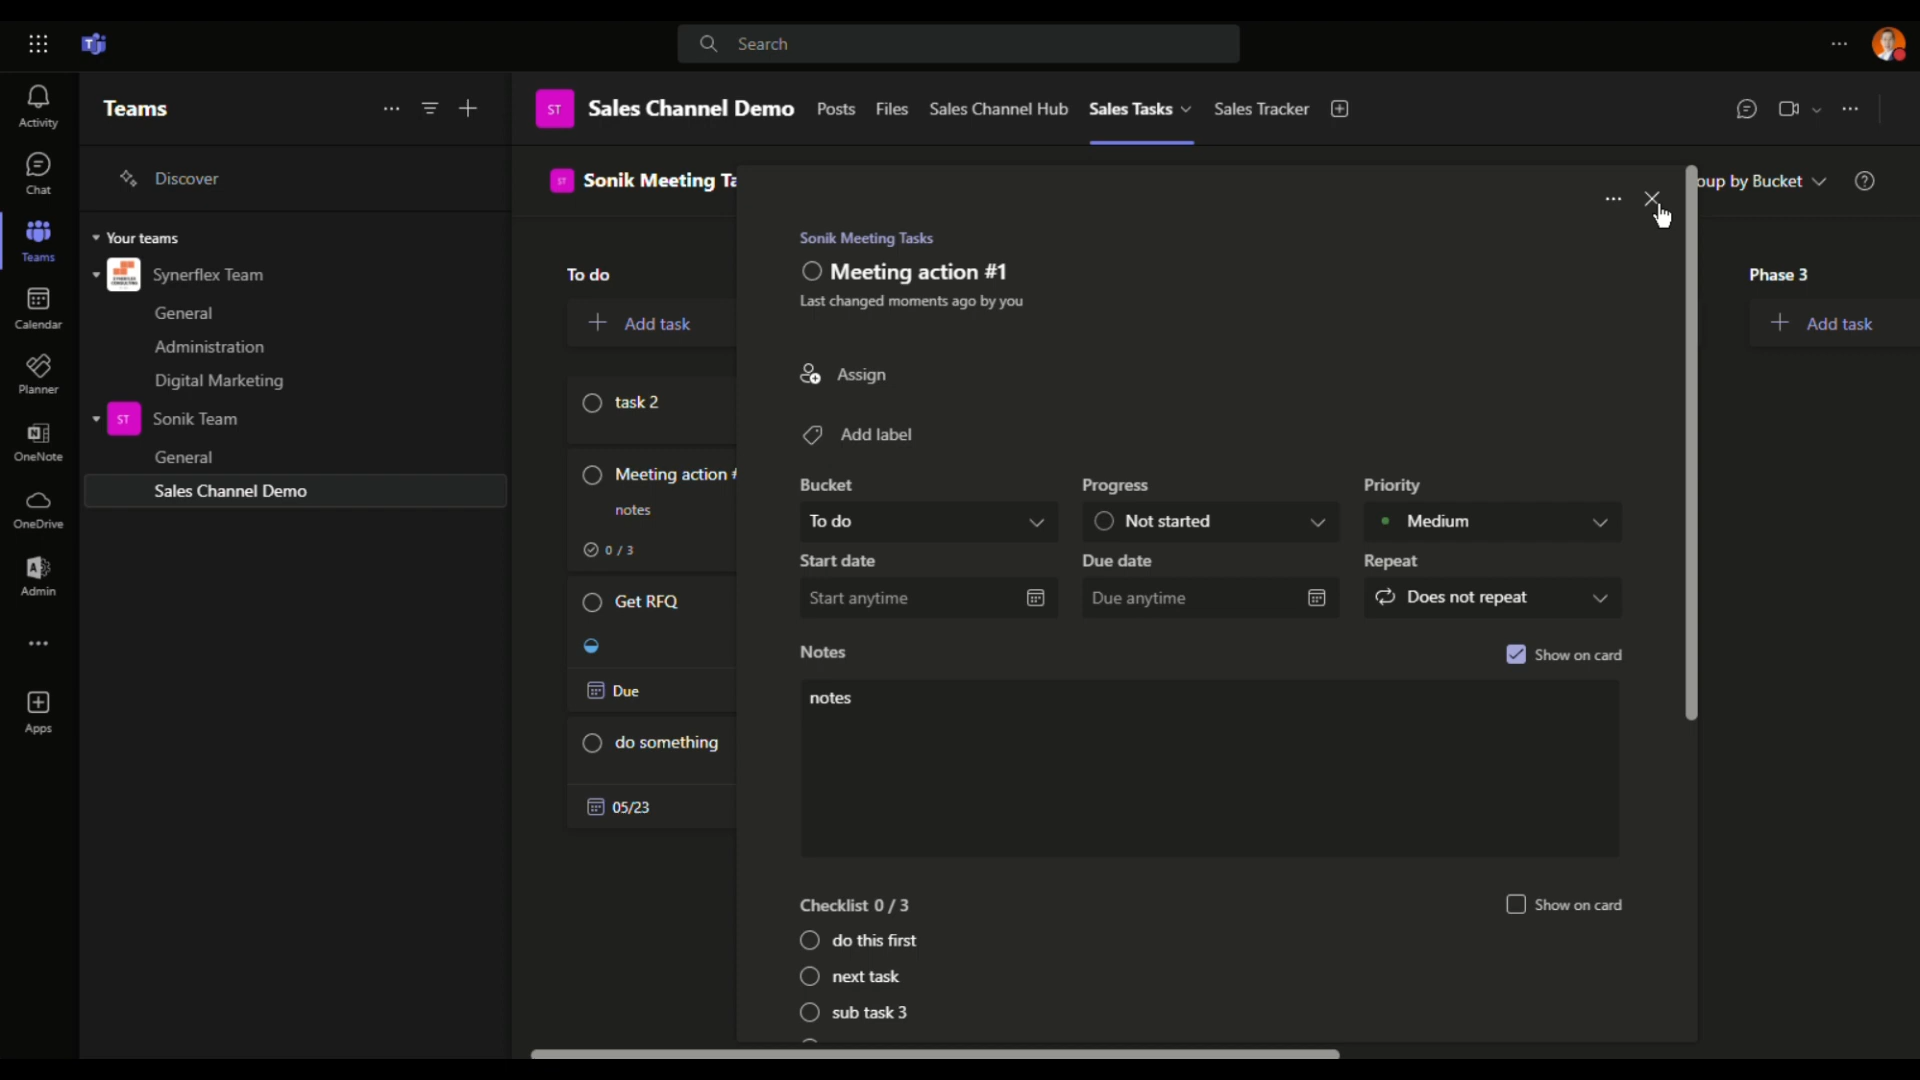 Search
Activity
Chat
Teams
Calendar
Planner
OneNote
OneDrive
Admin
Apps
Teams
Discover
Your teams
Synerflex Team
General
Administration
Digital Marketing
ST Sonik Team
General
Sales Channel Demo
ST Sales Channel Demo Posts Files Sales Channel Hub Sales Tasks Sales Tracker
ST Sonik Meeting Ta
oup by Bucket
To do
Add task
task 2
Meeting action #
notes
0 / 3
Get RFQ
Due
do something
05/23
Sonik Meeting Tasks
Meeting action #1
Last changed moments ago by you
Assign
Add label
Bucket Progress Priority
To do Not started Medium
Start date Due date Repeat
Start anytime Due anytime Does not repeat
Notes Show on card
notes
Checklist 0 / 3 Show on card
do this first
next task
sub task 3
Phase 3
Add task